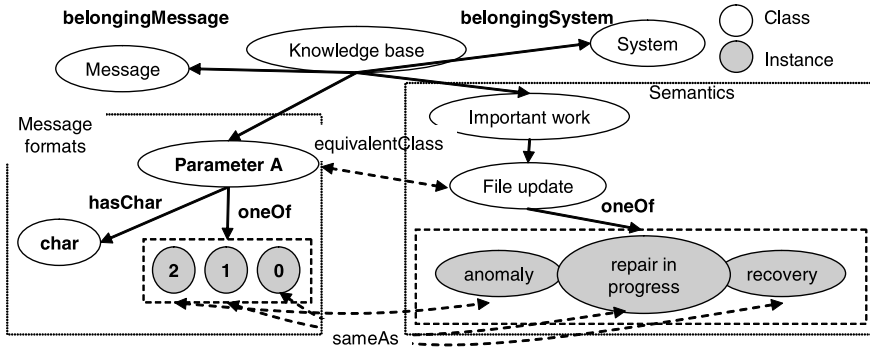 belongingMessage
belongingSystem
Class
Knowledge base
System
Message
Instance
Semantics
Message
formats
Important work
equivalentClass
Parameter A
File update
hasChar
oneOf
oneOf
char
2 1 0
anomaly
repair in
progress
recovery
sameAs